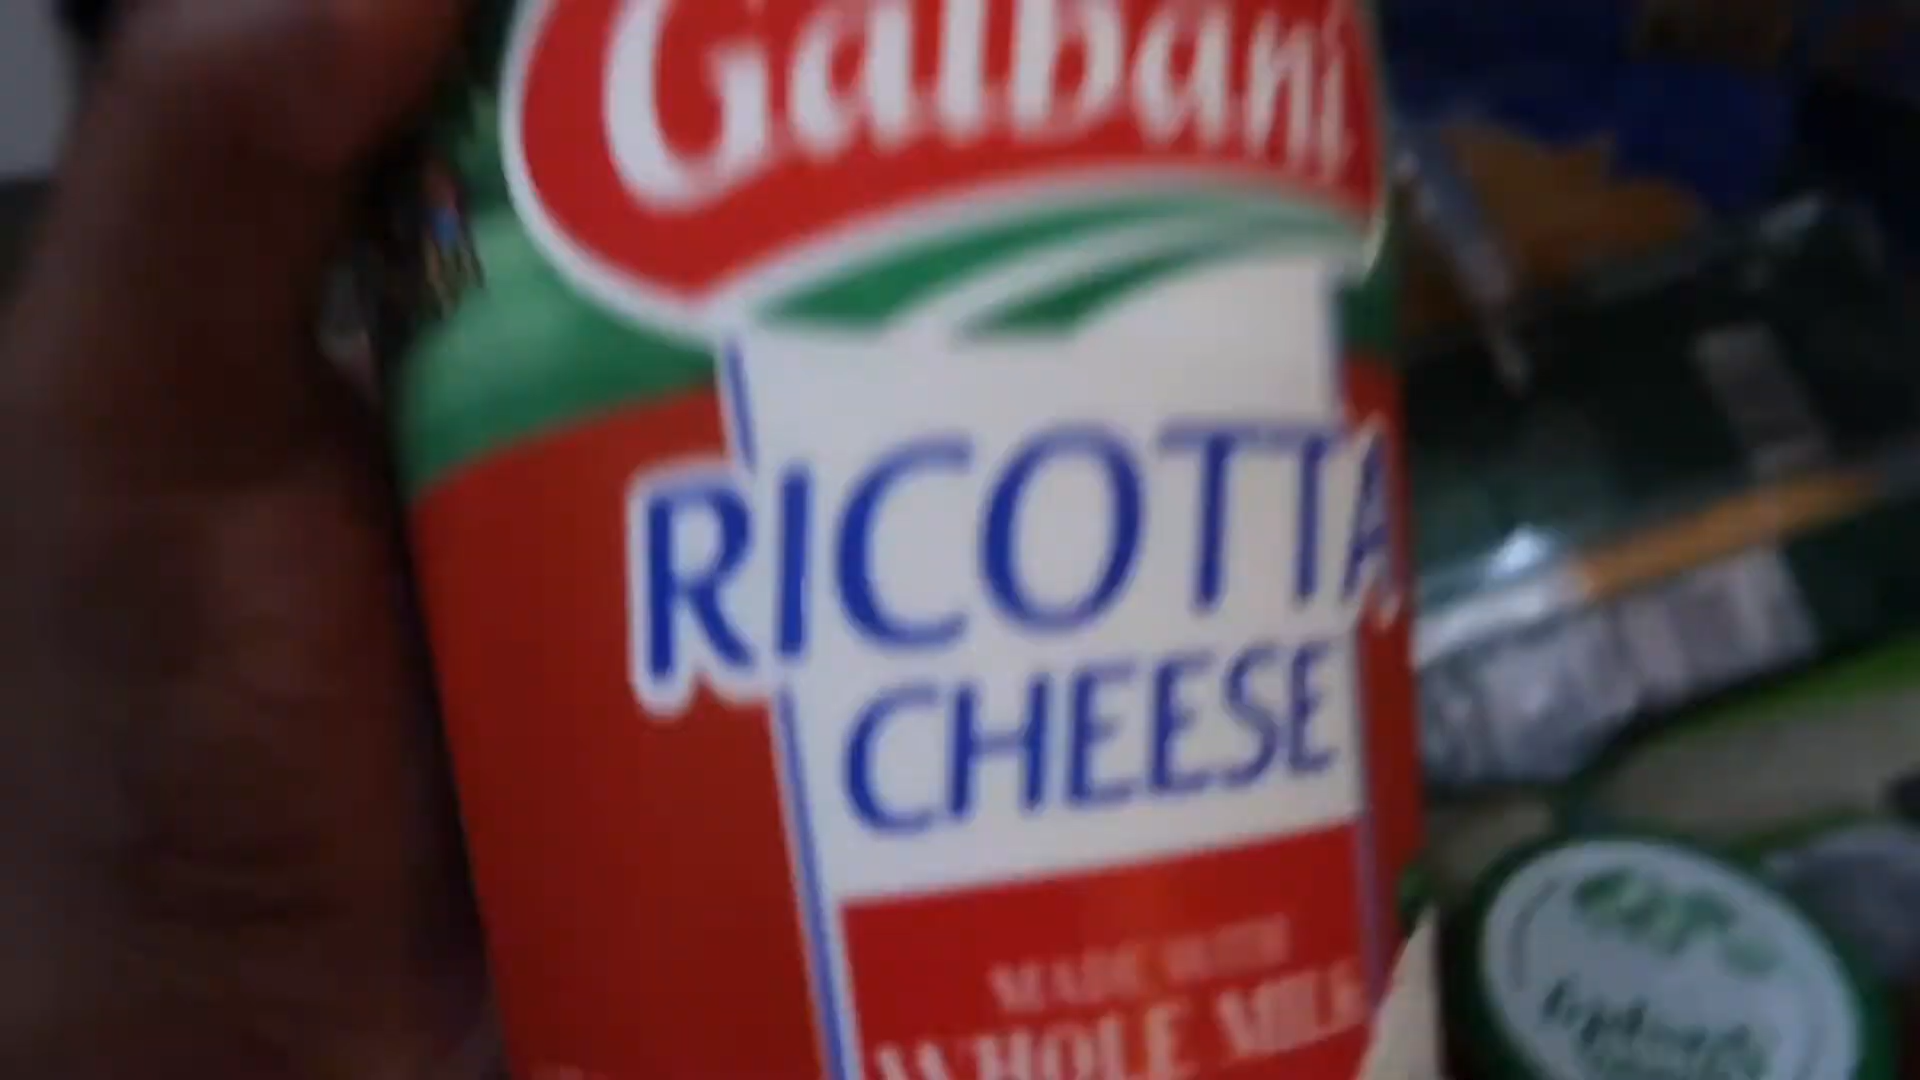 Galbani
RICOTTA
CHEESE
MADE WITH
WHOLE MILK